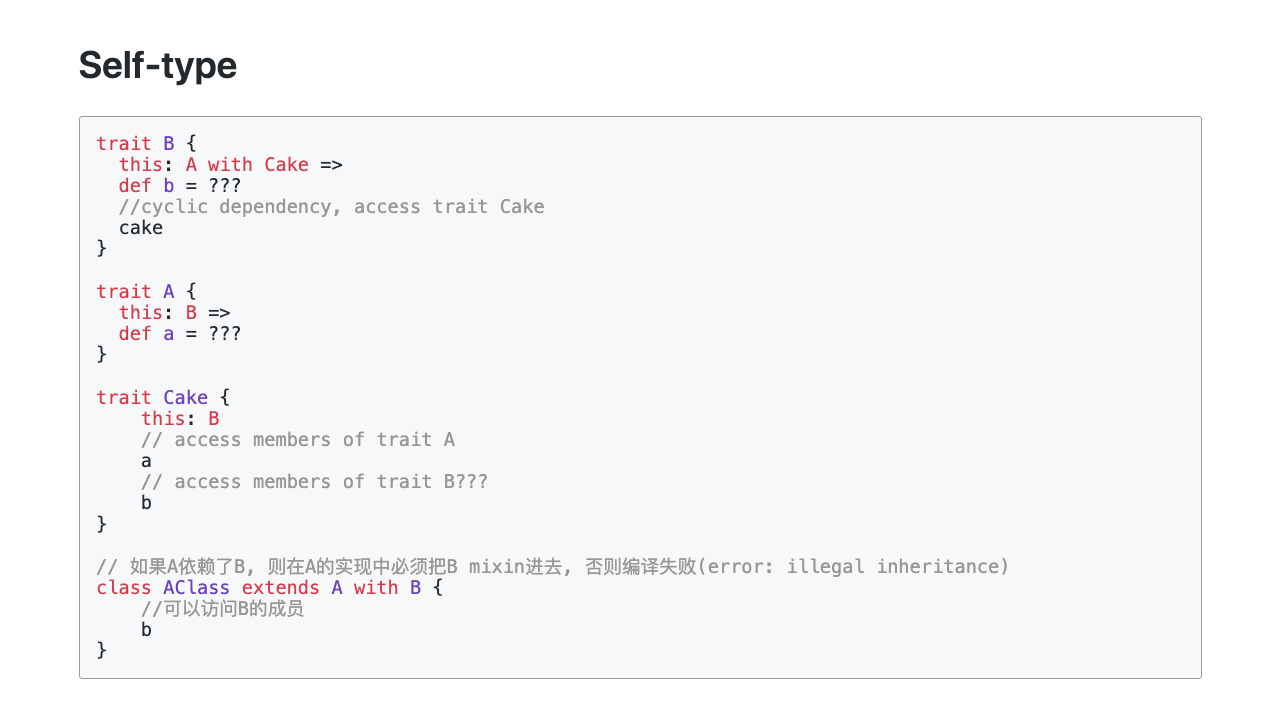 Self-type
trait B {
  this: A with Cake =>
  def b = ???
  //cyclic dependency, access trait Cake
  cake
}

trait A {
  this: B =>
  def a = ???
}

trait Cake {
    this: B
    // access members of trait A
    a
    // access members of trait B???
    b
}

// 如果A依赖了B, 则在A的实现中必须把B mixin进去, 否则编译失败(error: illegal inheritance)
class AClass extends A with B {
    //可以访问B的成员
    b
}